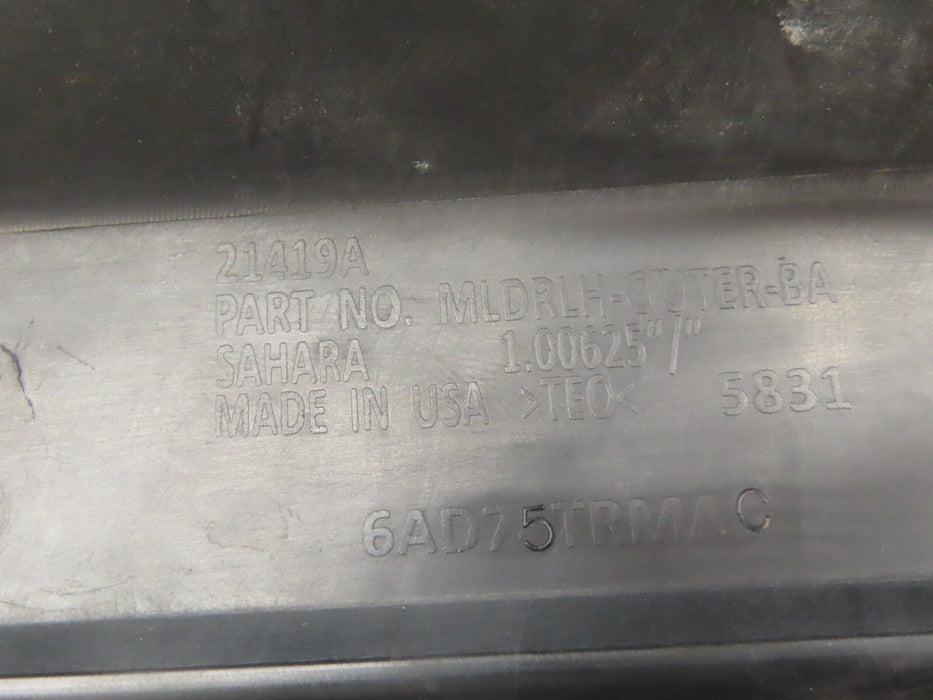 21419A
PART NO. MLDRLH-OUTER-BA
SAHARA 1.00625"/"
MADE IN USA >TEO< 5831
6AD75TRMAC